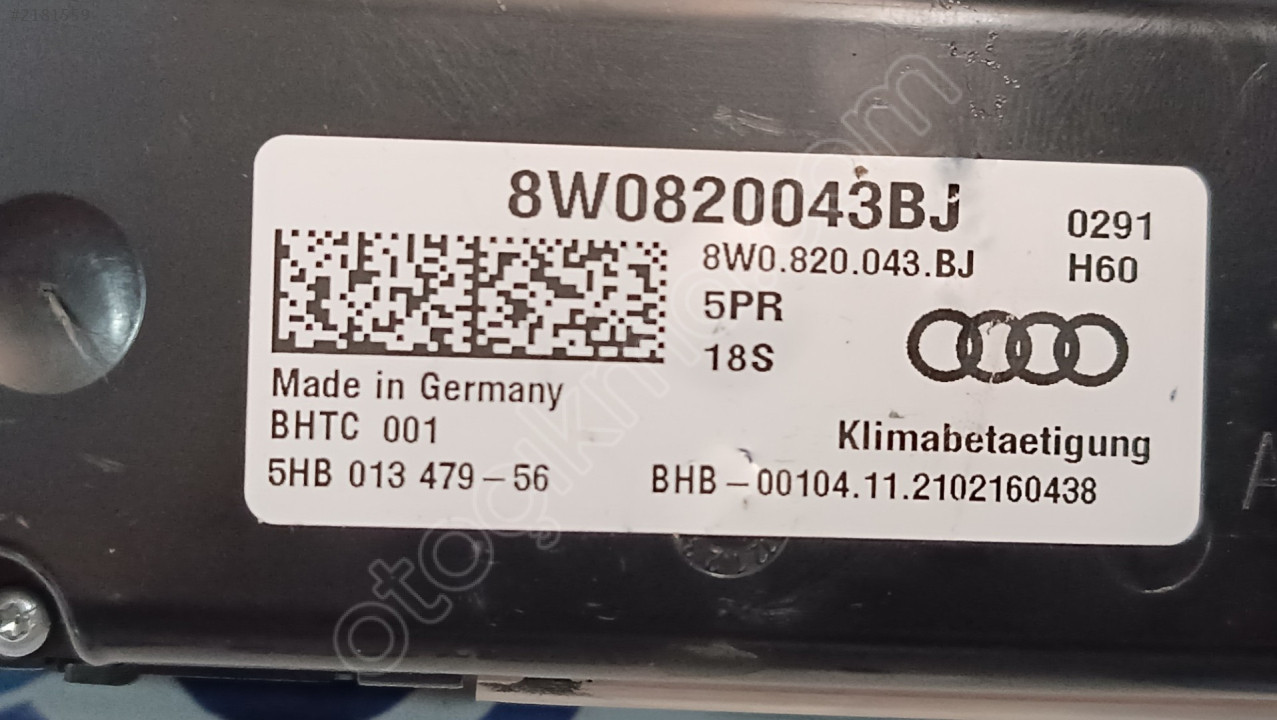 #2181559
8W0820043BJ
0291
8W0.820.043.BJ
H60
5PR
18S
Made in Germany
BHTC 001
Klimabetaetigung
5HB 013 479-56
BHB-00104.11.2102160438